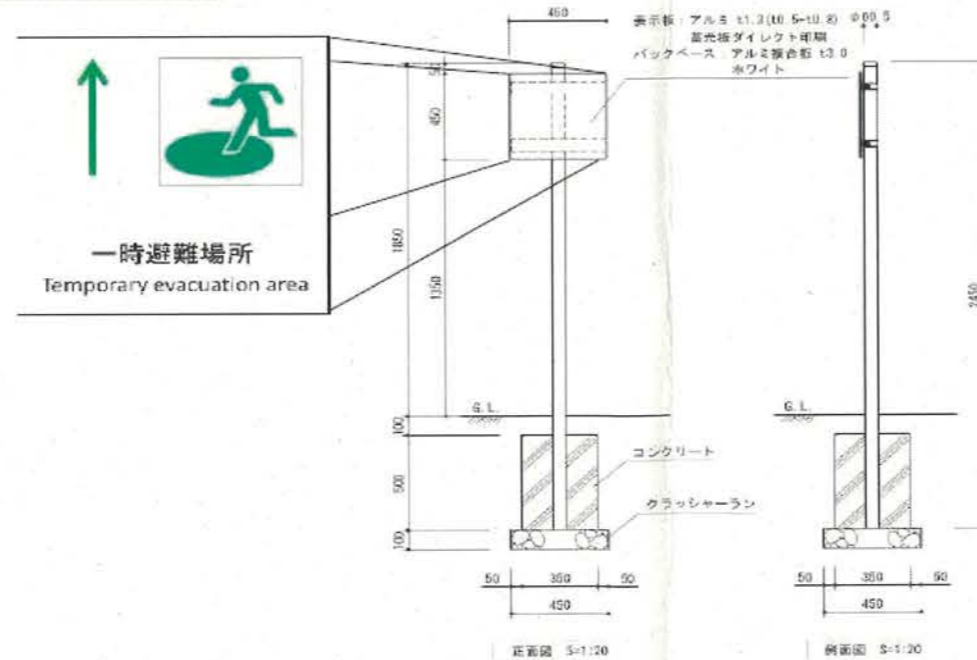 一時避難場所
Temporary evacuation area
450
表示板：アルミ t1.3(t0.5+t0.8)
蓄光板ダイレクト印刷
バックベース：アルミ複合板 t3.0
ホワイト
φ60.5
50
450
1850
1350
2450
G.L.
G.L.
100
500
100
コンクリート
クラッシャーラン
50 350 50
450
50 350 50
450
正面図 S=1:20
側面図 S=1:20